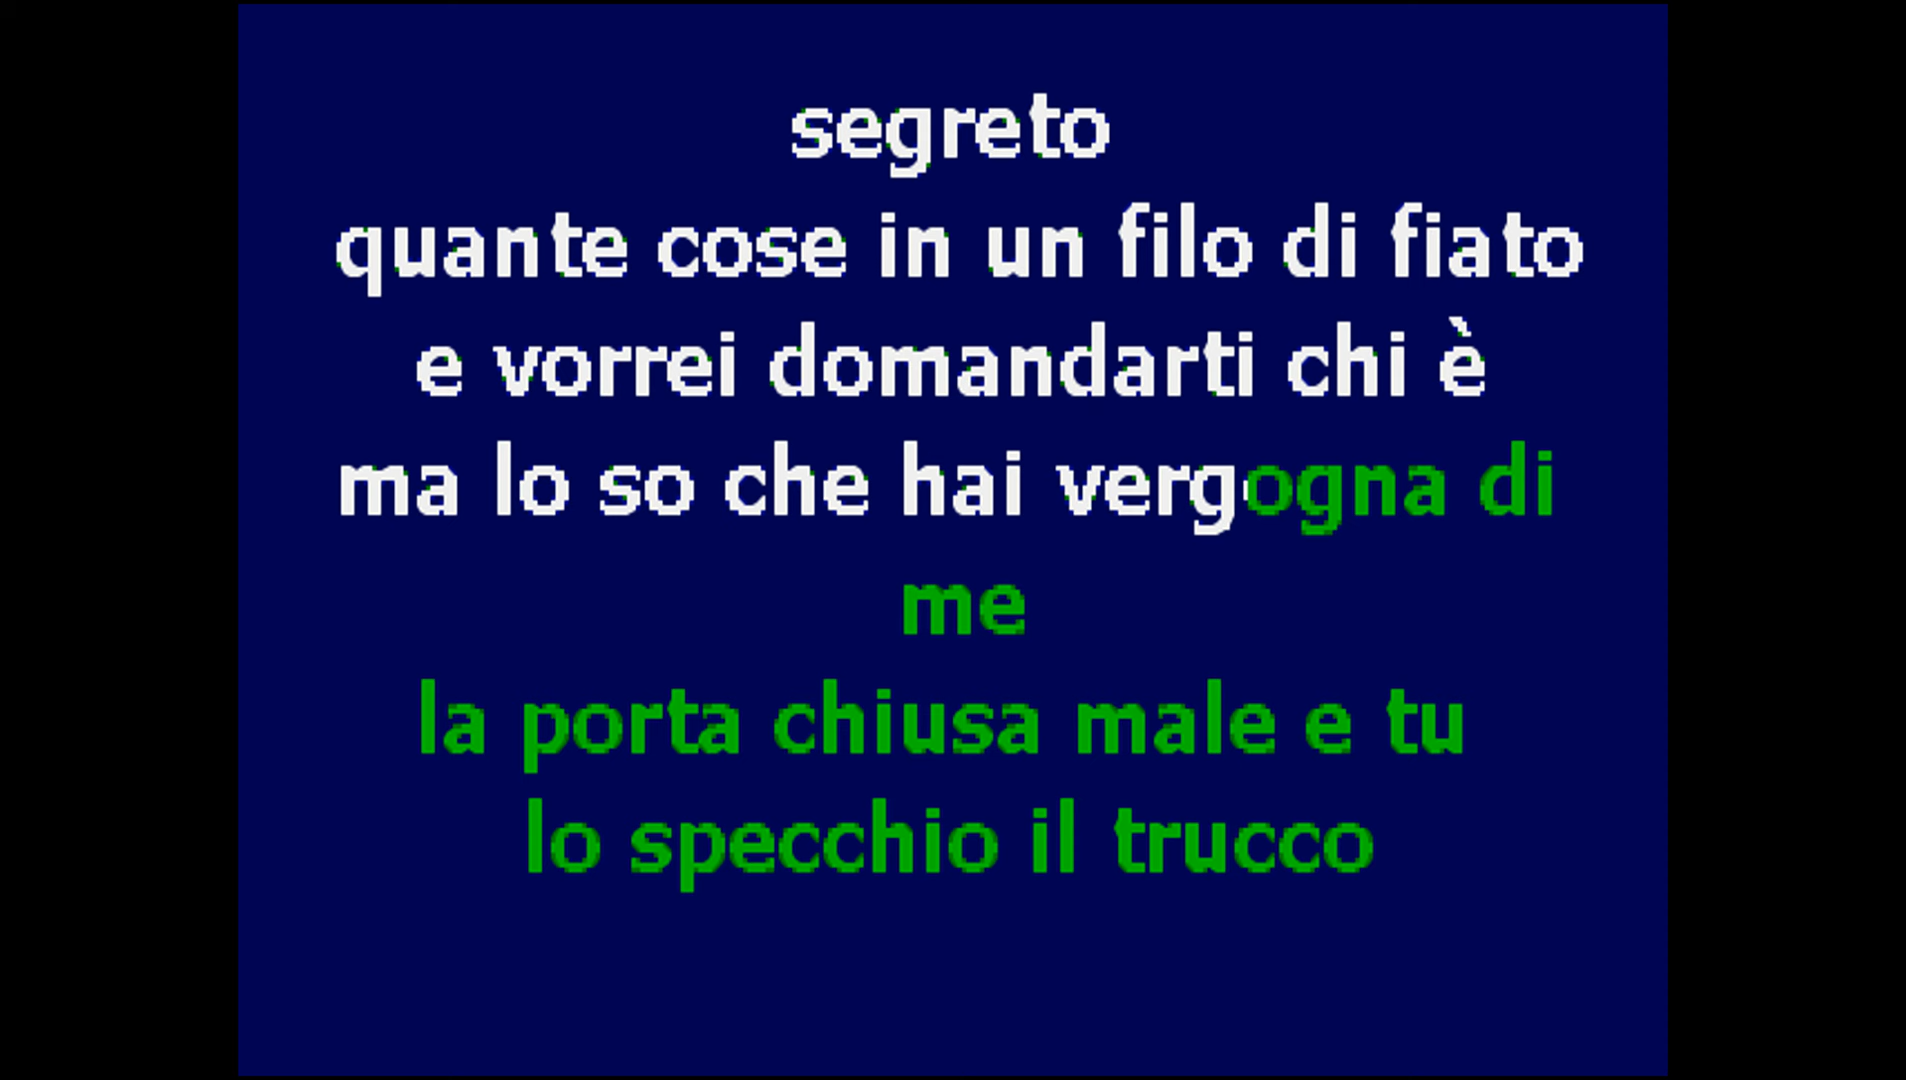 segreto
quante cose in un filo di fiato
e vorrei domandarti chi è
ma lo so che hai vergogna di
me
la porta chiusa male e tu
lo specchio il trucco